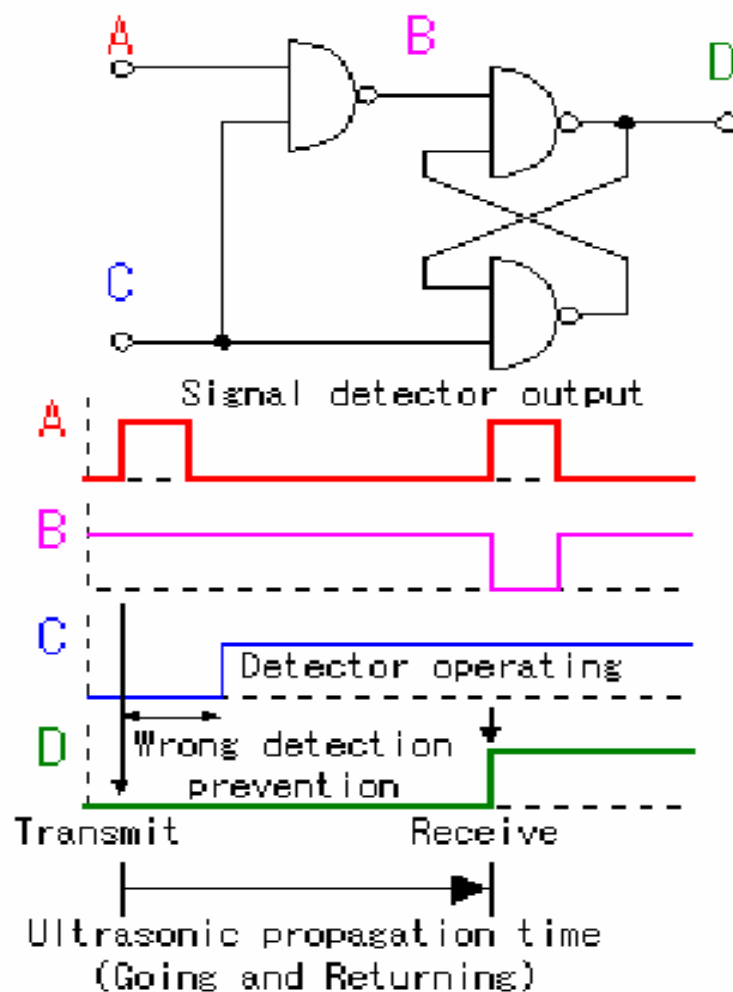 A
B
D
C
Signal detector output
A
B
C
Detector operating
D
Wrong detection
prevention
Transmit
Receive
Ultrasonic propagation time
(Going and Returning)